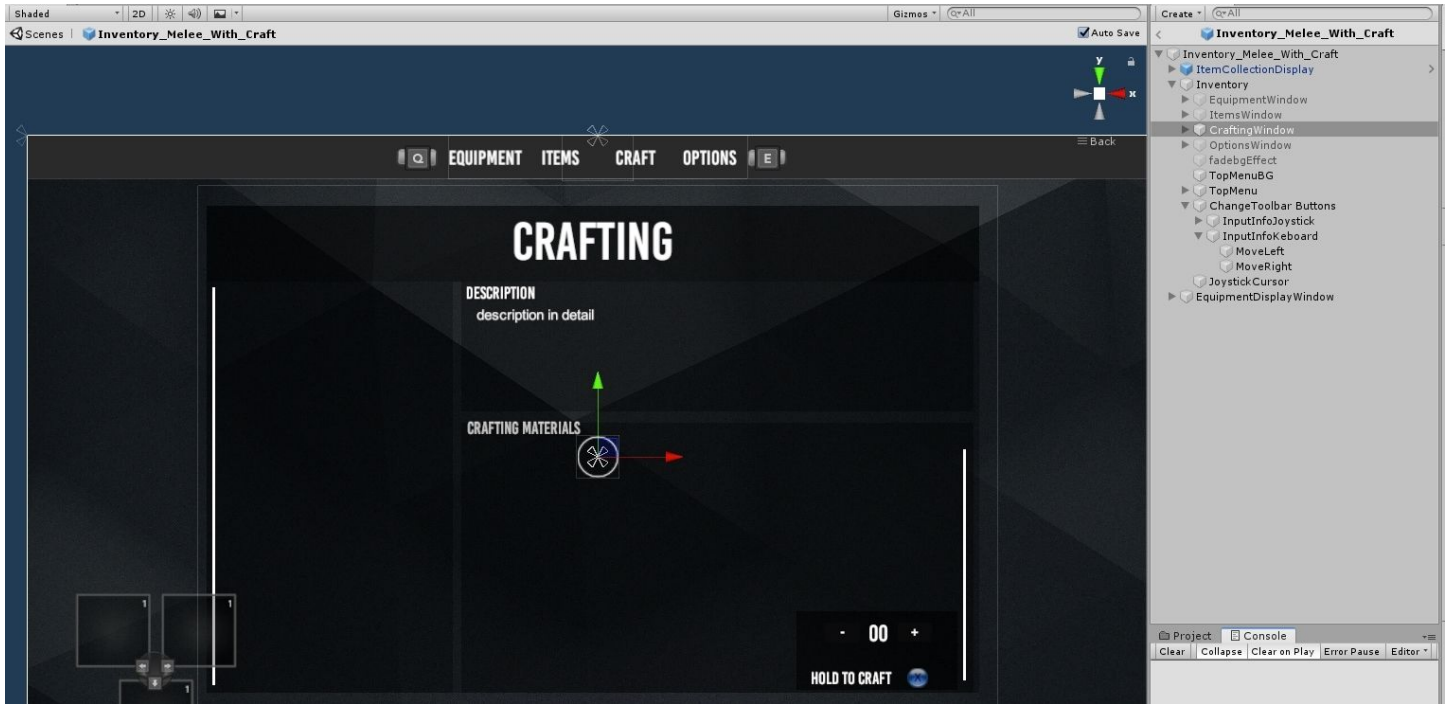 Shaded 2D Gizmos All
Scenes Inventory_Melee_With_Craft Auto Save
y
x
Back
Q EQUIPMENT ITEMS CRAFT OPTIONS E
CRAFTING
DESCRIPTION
description in detail
CRAFTING MATERIALS
1 1
1
- 00 +
HOLD TO CRAFT
Create All
Inventory_Melee_With_Craft
Inventory_Melee_With_Craft
ItemCollectionDisplay
Inventory
EquipmentWindow
ItemsWindow
CraftingWindow
OptionsWindow
fadebgEffect
TopMenuBG
TopMenu
ChangeToolbar Buttons
InputInfoJoystick
InputInfoKeboard
MoveLeft
MoveRight
JoystickCursor
EquipmentDisplayWindow
Project Console
Clear Collapse Clear on Play Error Pause Editor